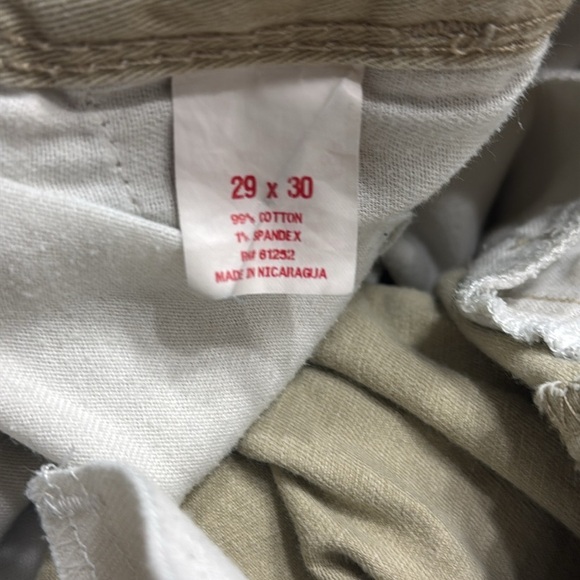 29 x 30
99% COTTON
1% SPANDEX
RN# 61252
MADE IN NICARAGUA